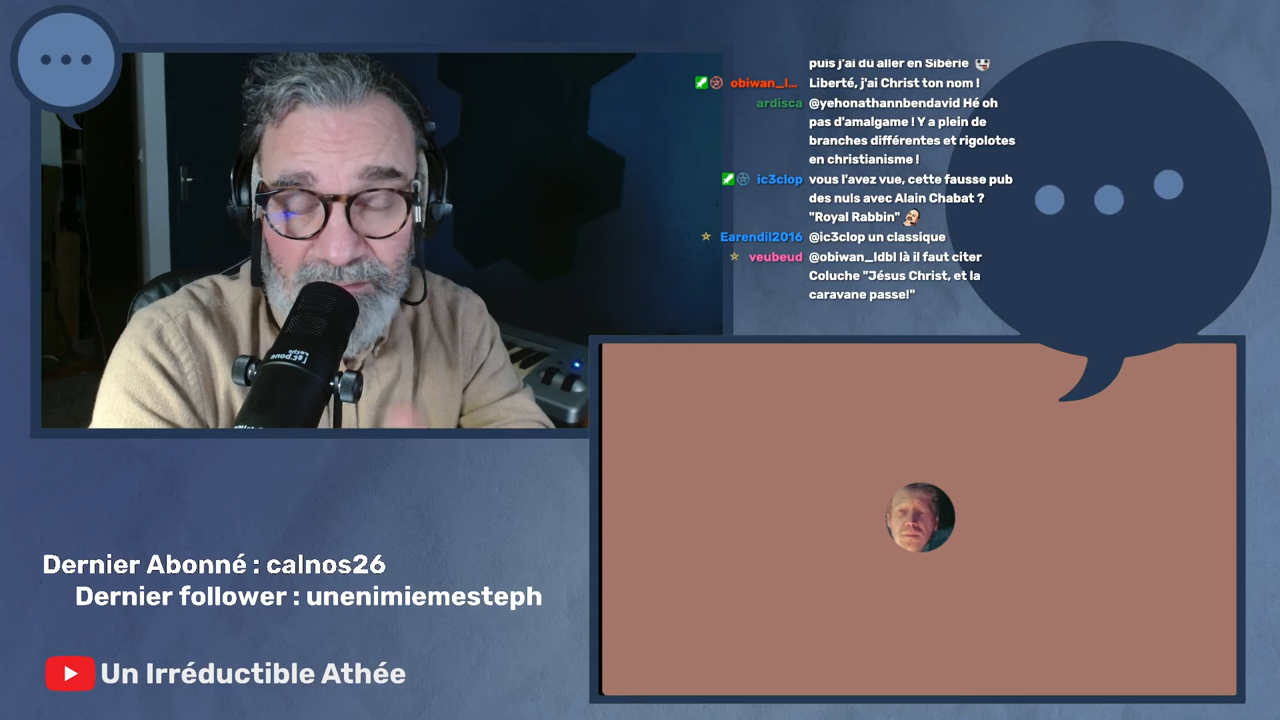 puis j'ai dû aller en Sibérie
obiwan_l... Liberté, j'ai Christ ton nom !
ardisca @yehonathannbendavid Hé oh
pas d'amalgame ! Y a plein de
branches différentes et rigolotes
en christianisme !
ic3clop vous l'avez vue, cette fausse pub
des nuls avec Alain Chabat ?
"Royal Rabbin"
Earendil2016 @ic3clop un classique
veubeud @obiwan_ldbl là il faut citer
Coluche "Jésus Christ, et la
caravane passe!"
Dernier Abonné : calnos26
Dernier follower : unenimiemesteph
Un Irréductible Athée